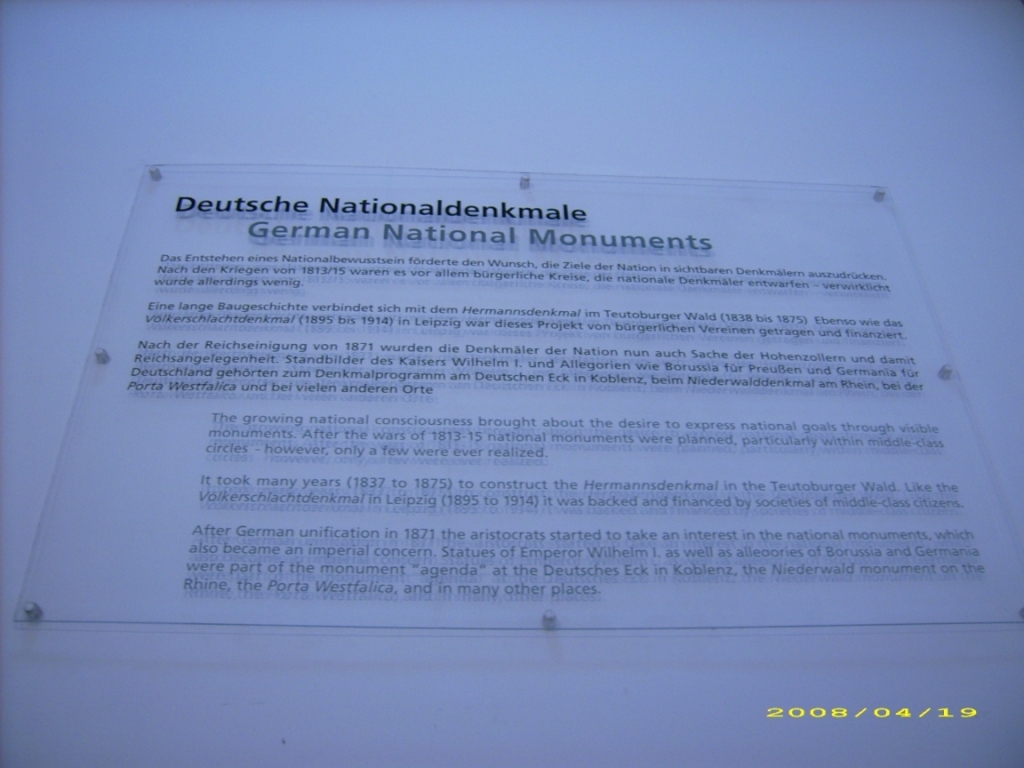 Deutsche Nationaldenkmale
German National Monuments
Das Entstehen eines Nationalbewusstsein förderte den Wunsch, die Ziele der Nation in sichtbaren Denkmälern auszudrücken.
Nach den Kriegen von 1813/15 waren es vor allem bürgerliche Kreise, die nationale Denkmäler entwarfen – verwirklicht
wurde allerdings wenig.
Eine lange Baugeschichte verbindet sich mit dem Hermannsdenkmal im Teutoburger Wald (1838 bis 1875). Ebenso wie das
Völkerschlachtdenkmal (1895 bis 1914) in Leipzig war dieses Projekt von bürgerlichen Vereinen getragen und finanziert.
Nach der Reichseinigung von 1871 wurden die Denkmäler der Nation nun auch Sache der Hohenzollern und damit
Reichsangelegenheit. Standbilder des Kaisers Wilhelm I. und Allegorien wie Borussia für Preußen und Germania für
Deutschland gehörten zum Denkmalprogramm am Deutschen Eck in Koblenz, beim Niederwalddenkmal am Rhein, bei der
Porta Westfalica und bei vielen anderen Orte
The growing national consciousness brought about the desire to express national goals through visible
monuments. After the wars of 1813-15 national monuments were planned, particularly within middle-class
circles – however, only a few were ever realized.
It took many years (1837 to 1875) to construct the Hermannsdenkmal in the Teutoburger Wald. Like the
Völkerschlachtdenkmal in Leipzig (1895 to 1914) it was backed and financed by societies of middle-class citizens.
After German unification in 1871 the aristocrats started to take an interest in the national monuments, which
also became an imperial concern. Statues of Emperor Wilhelm I. as well as alleoories of Borussia and Germania
were part of the monument "agenda" at the Deutsches Eck in Koblenz, the Niederwald monument on the
Rhine, the Porta Westfalica, and in many other places.
2008/04/19